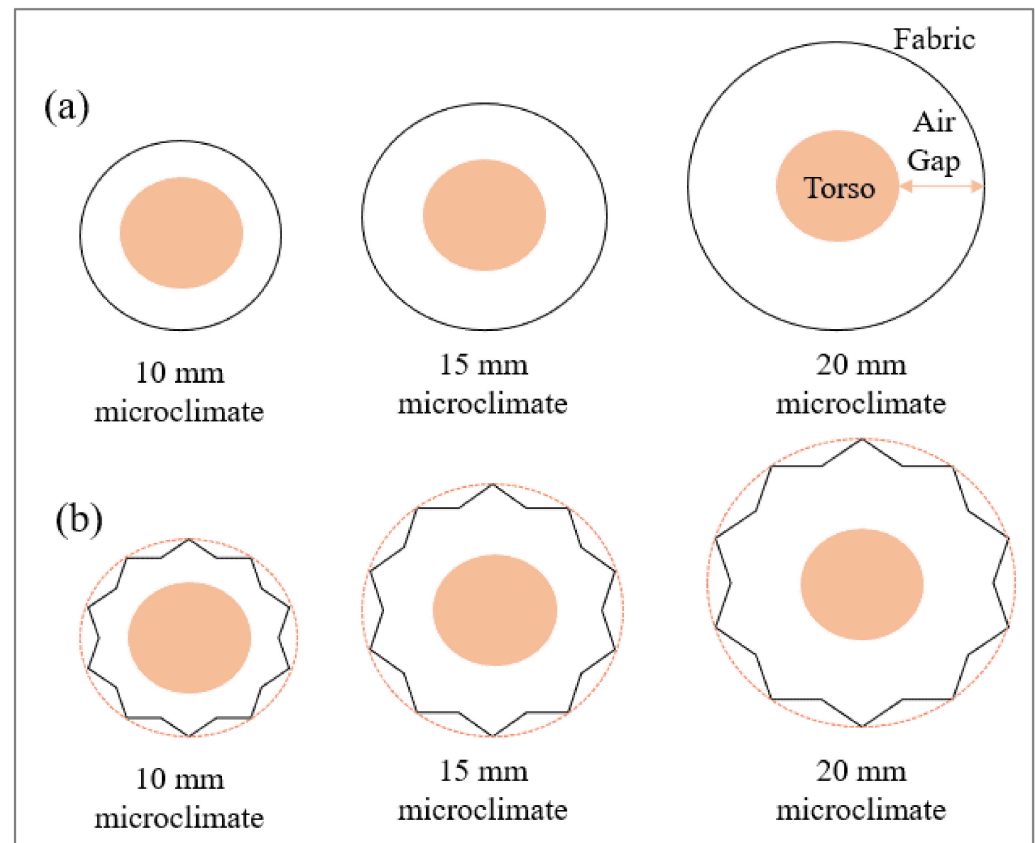 Fabric
(a)
Air
Gap
Torso
10 mm
microclimate
15 mm
microclimate
20 mm
microclimate
(b)
10 mm
microclimate
15 mm
microclimate
20 mm
microclimate